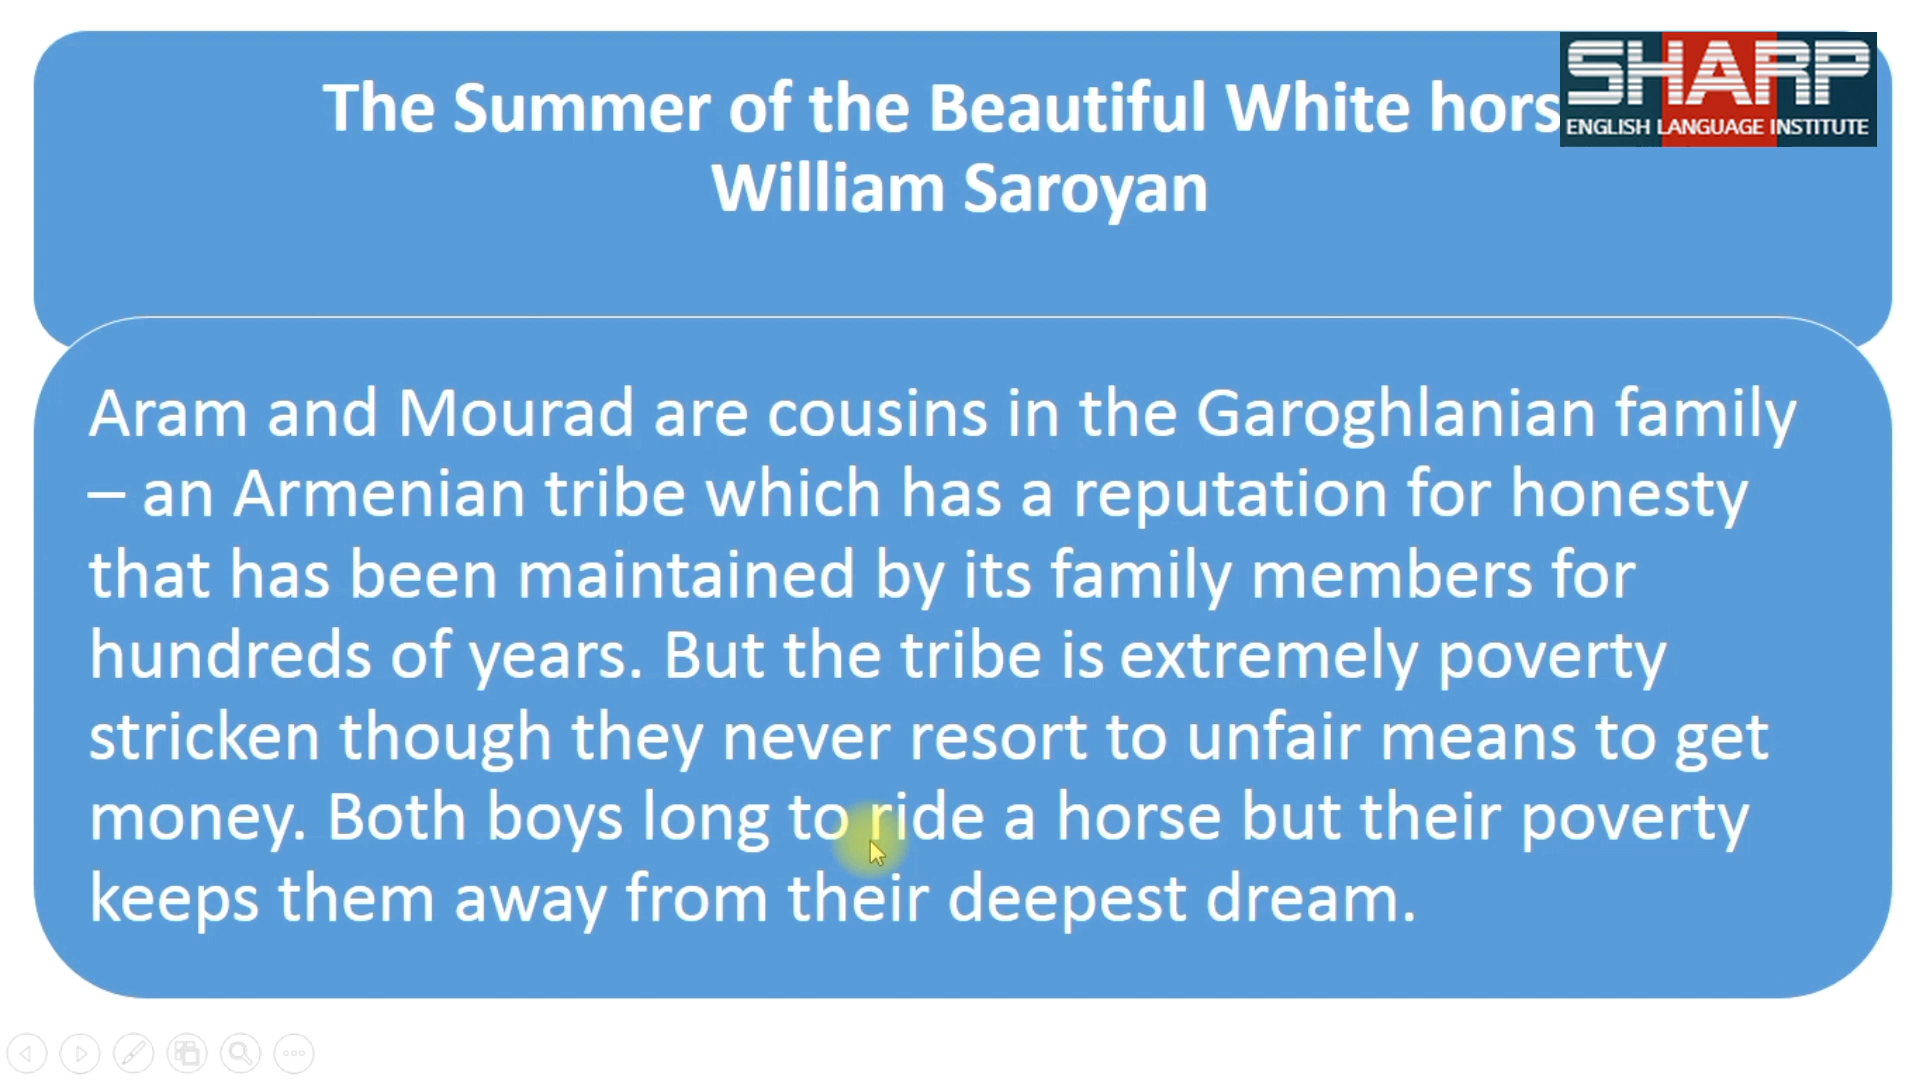 The Summer of the Beautiful White hors
William Saroyan
SHARP
ENGLISH LANGUAGE INSTITUTE
Aram and Mourad are cousins in the Garoghlanian family
– an Armenian tribe which has a reputation for honesty
that has been maintained by its family members for
hundreds of years. But the tribe is extremely poverty
stricken though they never resort to unfair means to get
money. Both boys long to ride a horse but their poverty
keeps them away from their deepest dream.